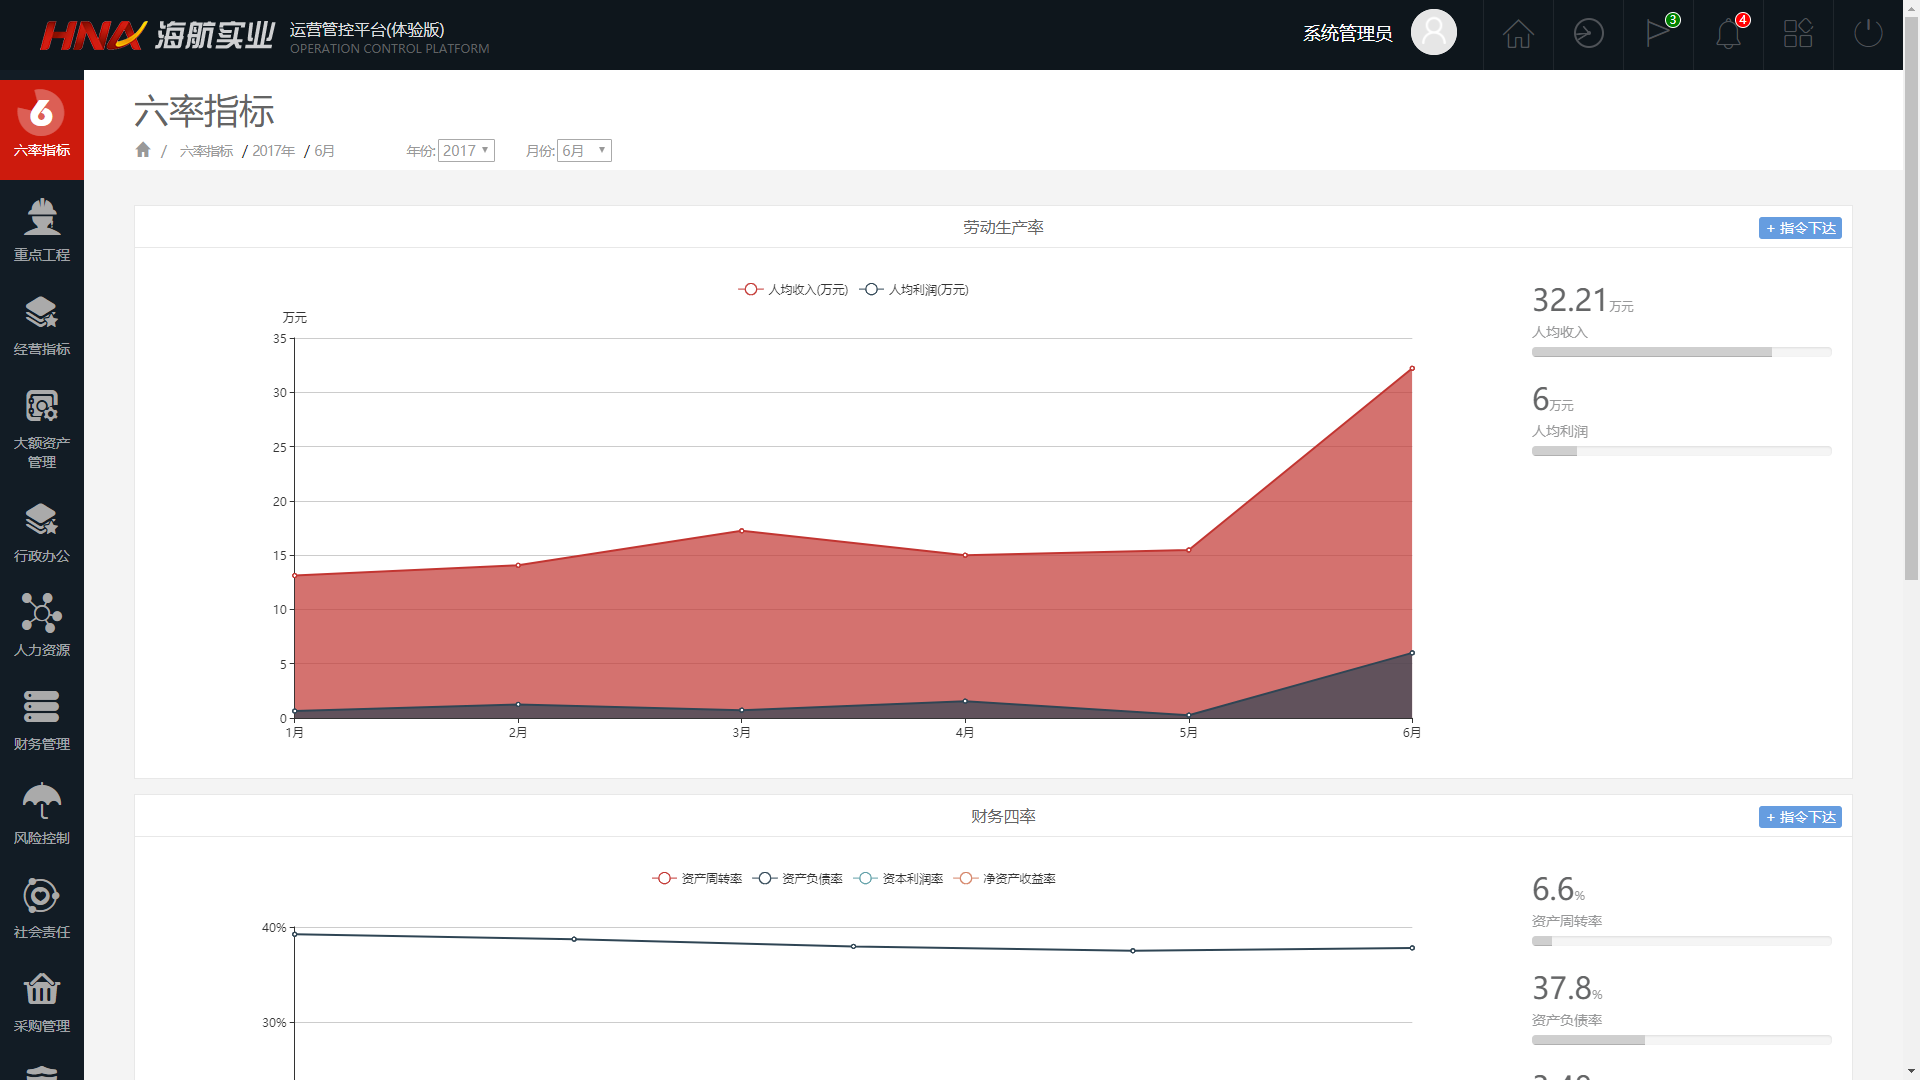 HNA 海航实业
运营管控平台(体验版)
OPERATION CONTROL PLATFORM
系统管理员
3
4
6
六率指标
重点工程
经营指标
大额资产
管理
行政办公
人力资源
财务管理
风险控制
社会责任
采购管理
六率指标
/ 六率指标 / 2017年 / 6月
年份: 2017
月份: 6月
劳动生产率
+ 指令下达
人均收入(万元) 人均利润(万元)
万元
35
30
25
20
15
10
5
0
1月 2月 3月 4月 5月 6月
32.21万元
人均收入
6万元
人均利润
财务四率
+ 指令下达
资产周转率 资产负债率 资本利润率 净资产收益率
40%
30%
6.6%
资产周转率
37.8%
资产负债率